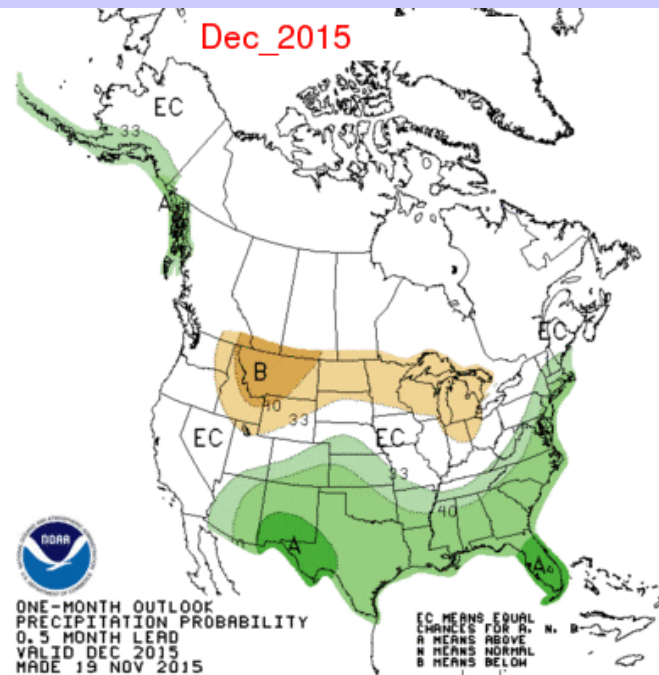 Dec_2015
EC
33
A
EC
B
40
33
EC
EC
33
40
A
A
NOAA
ONE-MONTH OUTLOOK
PRECIPITATION PROBABILITY
0.5 MONTH LEAD
VALID DEC 2015
MADE 19 NOV 2015
EC MEANS EQUAL
CHANCES FOR A, N, B
A MEANS ABOVE
N MEANS NORMAL
B MEANS BELOW